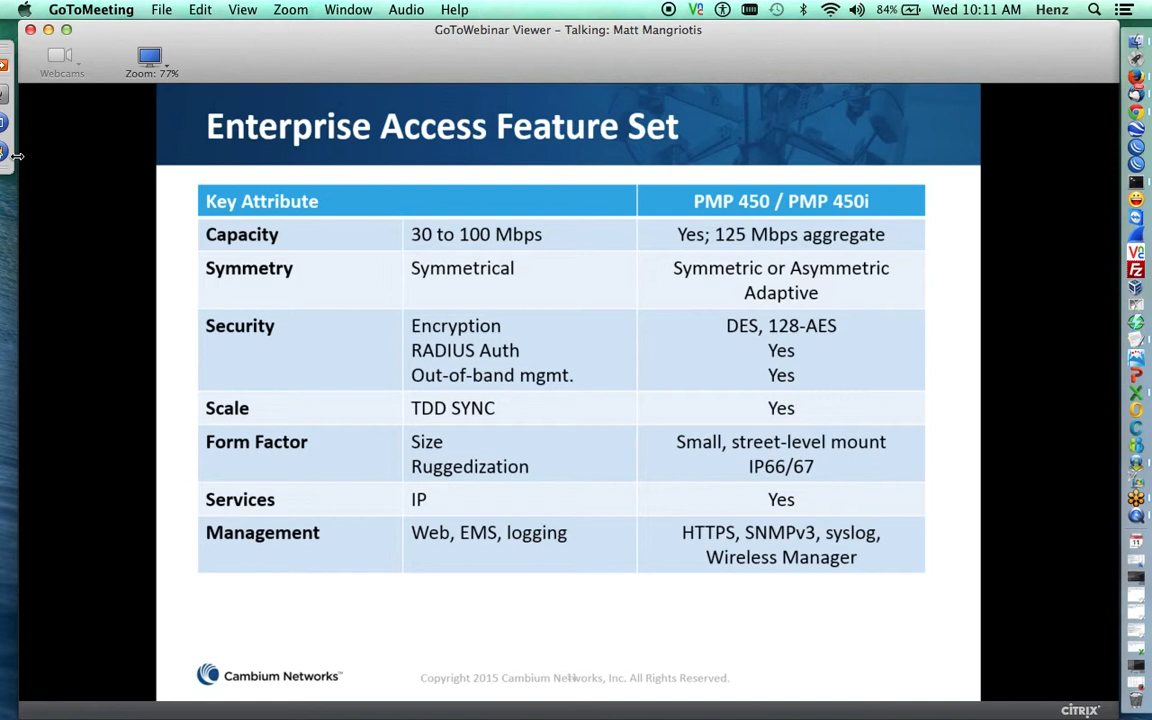 GoToMeeting File Edit View Zoom Window Audio Help 84% Wed 10:11 AM Henz
GoToWebinar Viewer – Talking: Matt Mangriotis
Webcams Zoom: 77%
Enterprise Access Feature Set
Key Attribute PMP 450 / PMP 450i
Capacity 30 to 100 Mbps Yes; 125 Mbps aggregate
Symmetry Symmetrical Symmetric or Asymmetric
Adaptive
Security Encryption DES, 128-AES
RADIUS Auth Yes
Out-of-band mgmt. Yes
Scale TDD SYNC Yes
Form Factor Size Small, street-level mount
Ruggedization IP66/67
Services IP Yes
Management Web, EMS, logging HTTPS, SNMPv3, syslog,
Wireless Manager
Cambium Networks™ Copyright 2015 Cambium Networks, Inc. All Rights Reserved.
CITRIX